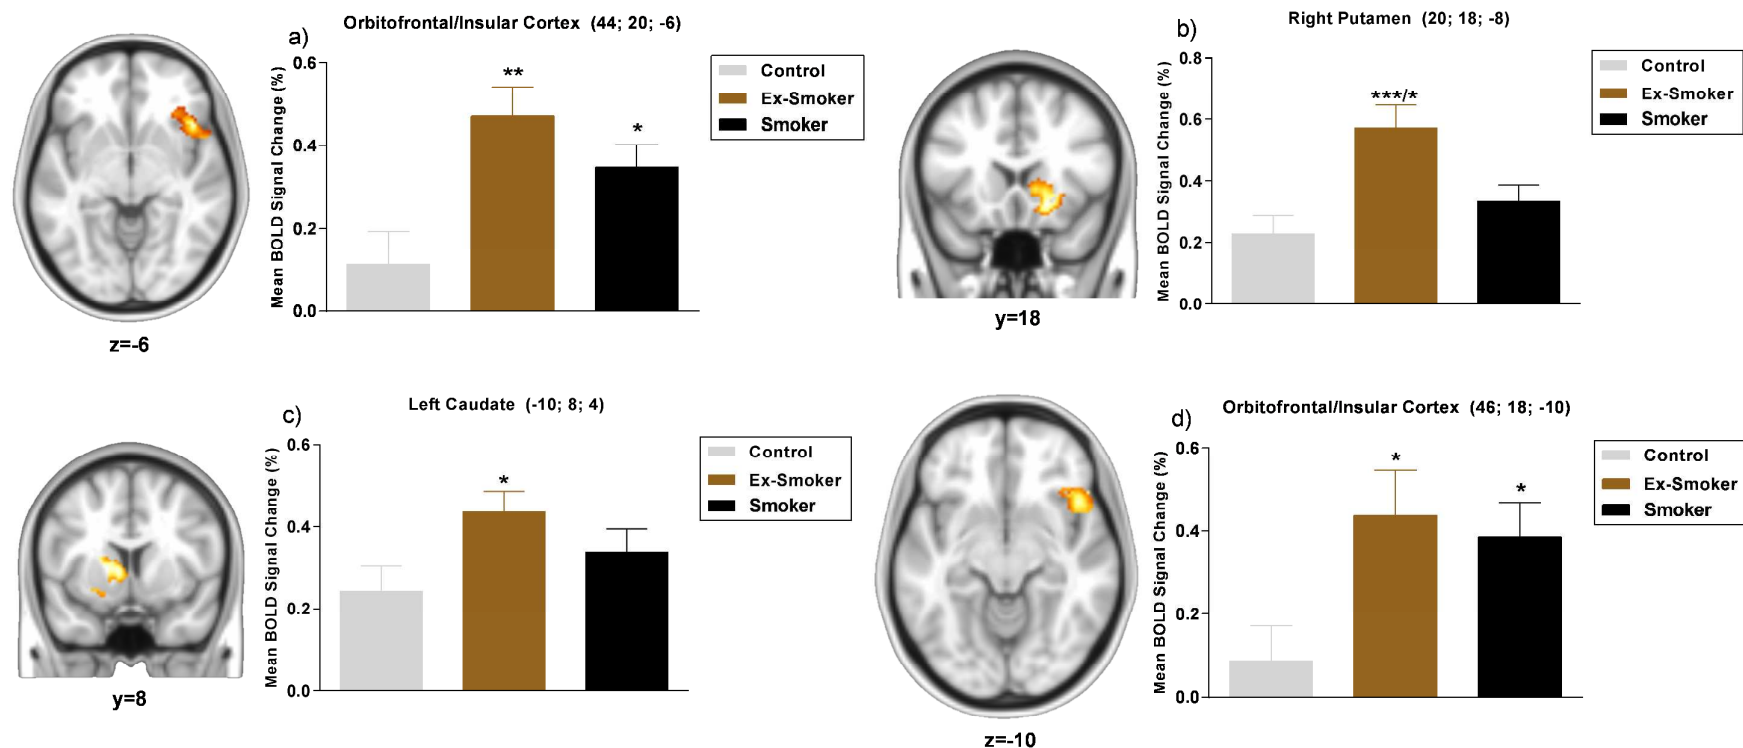 a)
Orbitofrontal/Insular Cortex (44; 20; -6)
Mean BOLD Signal Change (%)
0.6
0.4
0.2
0.0
**
*
Control
Ex-Smoker
Smoker
z=-6
b)
Right Putamen (20; 18; -8)
Mean BOLD Signal Change (%)
0.8
0.6
0.4
0.2
0.0
***/*
Control
Ex-Smoker
Smoker
y=18
c)
Left Caudate (-10; 8; 4)
Mean BOLD Signal Change (%)
0.6
0.4
0.2
0.0
*
Control
Ex-Smoker
Smoker
y=8
d)
Orbitofrontal/Insular Cortex (46; 18; -10)
Mean BOLD Signal Change (%)
0.6
0.4
0.2
0.0
*
*
Control
Ex-Smoker
Smoker
z=-10